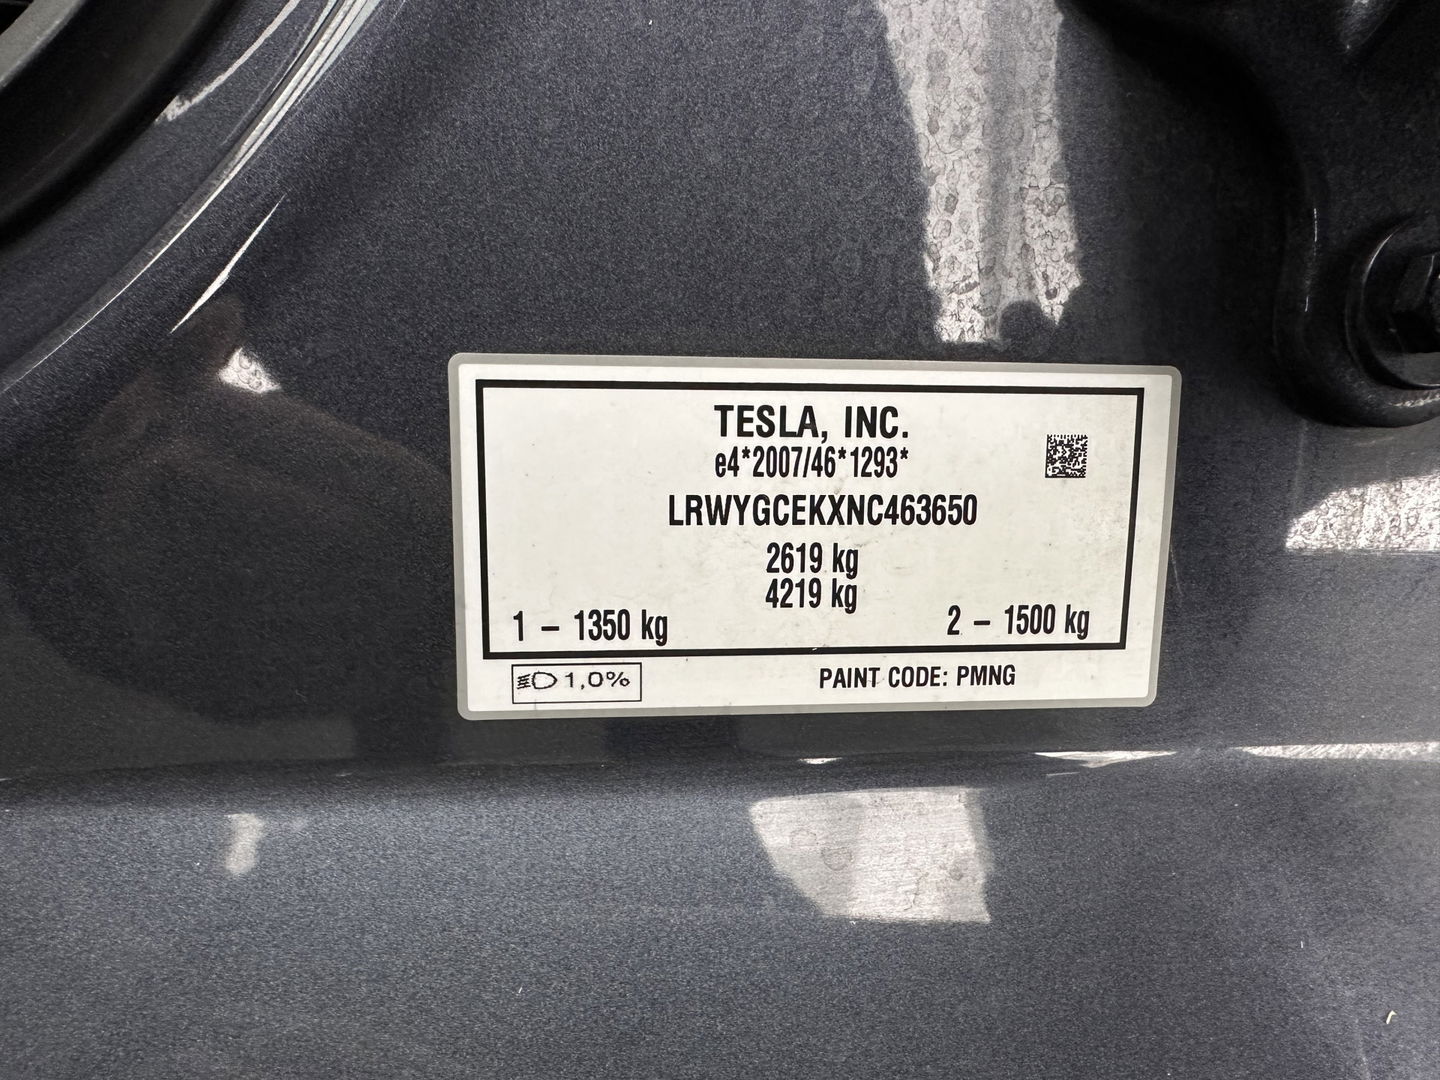 TESLA, INC.
e4*2007/46*1293*
LRWYGCEKXNC463650
2619 kg
4219 kg
1 – 1350 kg 2 – 1500 kg
1,0% PAINT CODE: PMNG